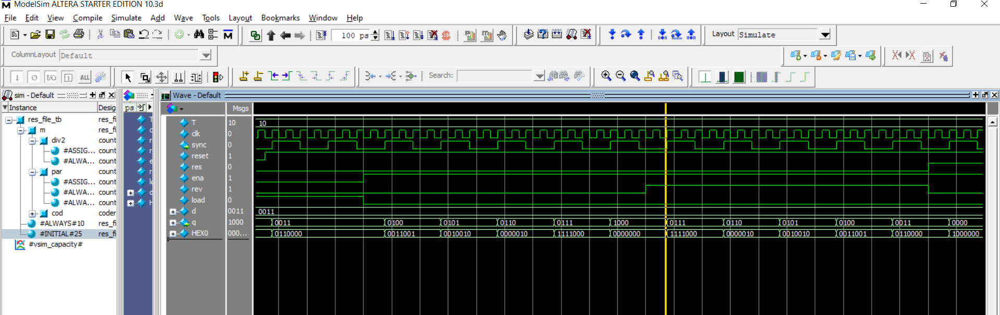 ModelSim ALTERA STARTER EDITION 10.3d
File Edit View Compile Simulate Add Wave Tools Layout Bookmarks Window Help
100 ps Layout Simulate
ColumnLayout Default
Search:
sim - Default Wave - Default
Instance Desig ps Msgs
res_file_tb res_fi T 10 10
m res_fi clk 0
div2 count sync 0
#ASSIG... count reset 1
#ALWA... count res 0
par count ena 1
#ASSIG... count rev 1
#ALWA... count load 0
#ALWA... count d 0011 0011
cod coder q 1000 0011 0100 0101 0110 0111 1000 0111 0110 0101 0100 0011 0000
#ALWAYS#10 res_fi HEX0 000... 0110000 0011001 0010010 0000010 1111000 0000000 1111000 0000010 0010010 0011001 0110000 1000000
#INITIAL#25 res_fi
#vsim_capacity#